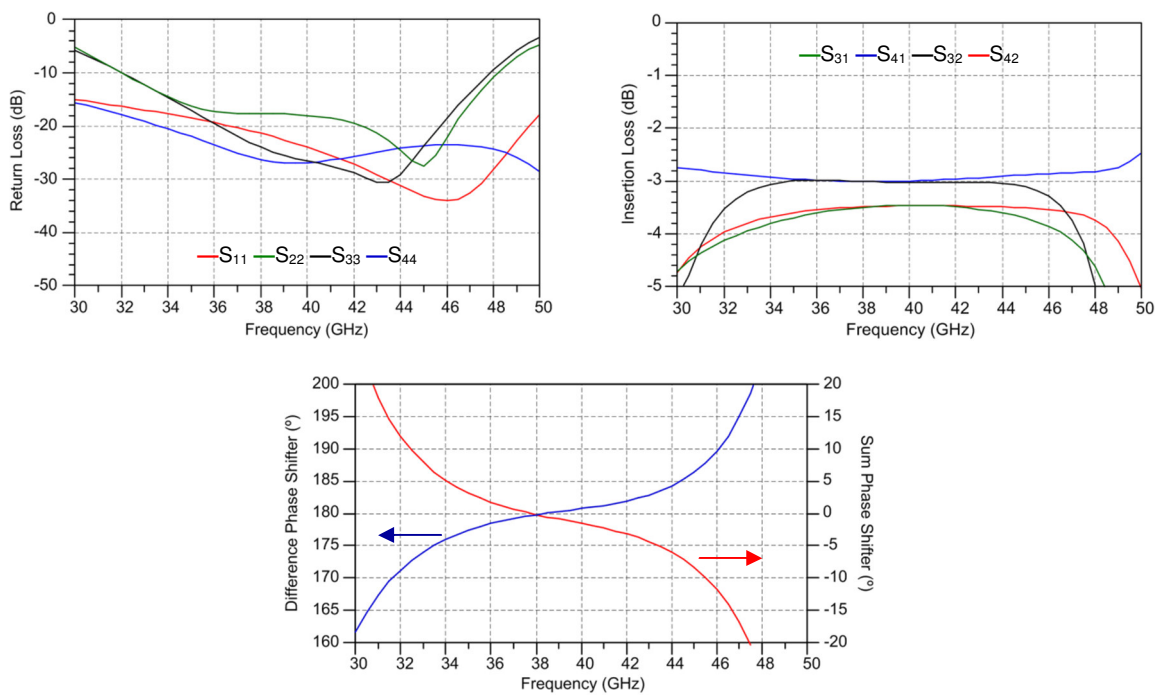 0
-10
-20
-30
-40
-50
Return Loss (dB)
S11 S22 S33 S44
30 32 34 36 38 40 42 44 46 48 50
Frequency (GHz)
0
-1
-2
-3
-4
-5
Insertion Loss (dB)
S31 S41 S32 S42
30 32 34 36 38 40 42 44 46 48 50
Frequency (GHz)
200
195
190
185
180
175
170
165
160
Difference Phase Shifter (º)
20
15
10
5
0
-5
-10
-15
-20
Sum Phase Shifter (º)
30 32 34 36 38 40 42 44 46 48 50
Frequency (GHz)